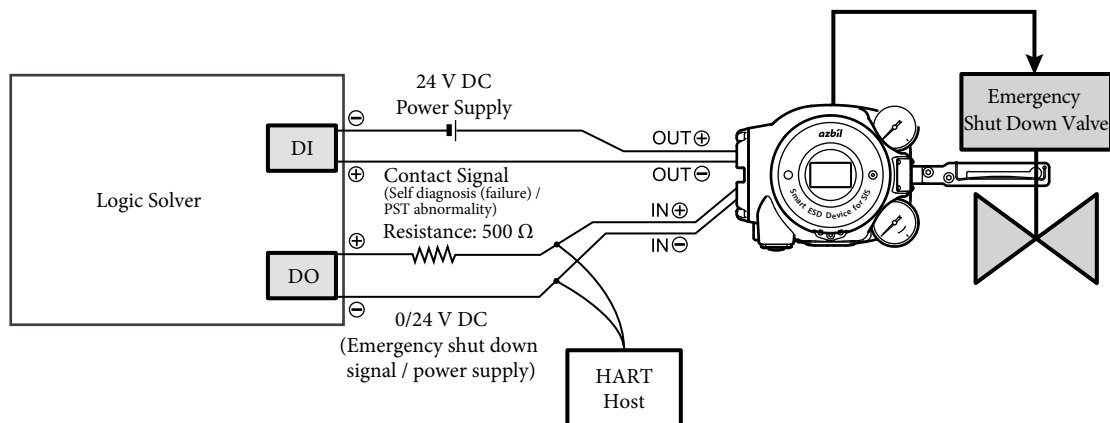 24 V DC
Power Supply
⊖
DI
⊕
OUT⊕
OUT⊖
Contact Signal
(Self diagnosis (failure) /
PST abnormality)
Resistance: 500 Ω
Logic Solver
⊕
DO
⊖
IN⊕
IN⊖
0/24 V DC
(Emergency shut down
signal / power supply)
HART
Host
azbil
Smart ESD Device for SIS
Emergency
Shut Down Valve